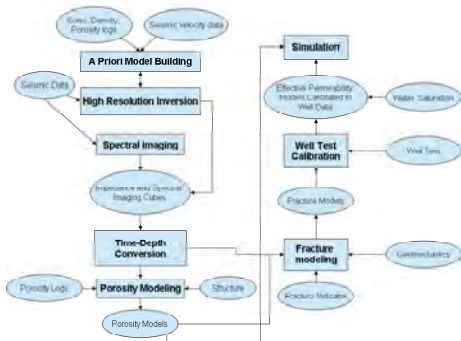 Sonic, Density,
Porosity logs
Seismic Velocity data
A Priori Model Building
Seismic Data
High Resolution Inversion
Spectral Imaging
Impedance and Spectral
Imaging Cubes
Time-Depth
Conversion
Porosity Logs
Porosity Modeling
Structure
Porosity Models
Simulation
Effective Permeability
Models Calibrated to
Well Data
Water Saturation
Well Test
Calibration
Well Tests
Fracture Models
Fracture
modeling
Geomechanics
Fracture Indicator